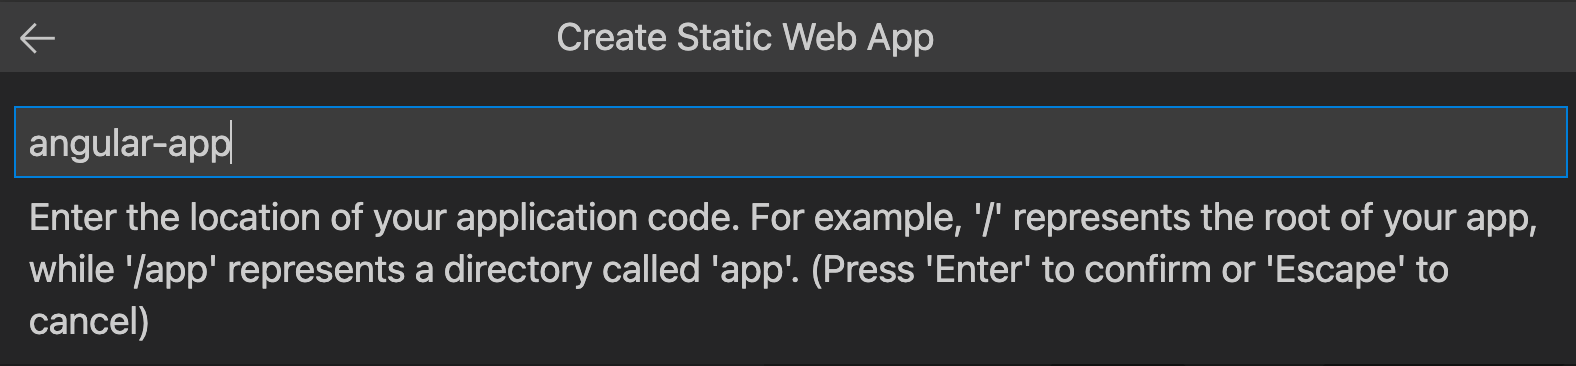 Create Static Web App
angular-app
Enter the location of your application code. For example, '/' represents the root of your app,
while '/app' represents a directory called 'app'. (Press 'Enter' to confirm or 'Escape' to
cancel)